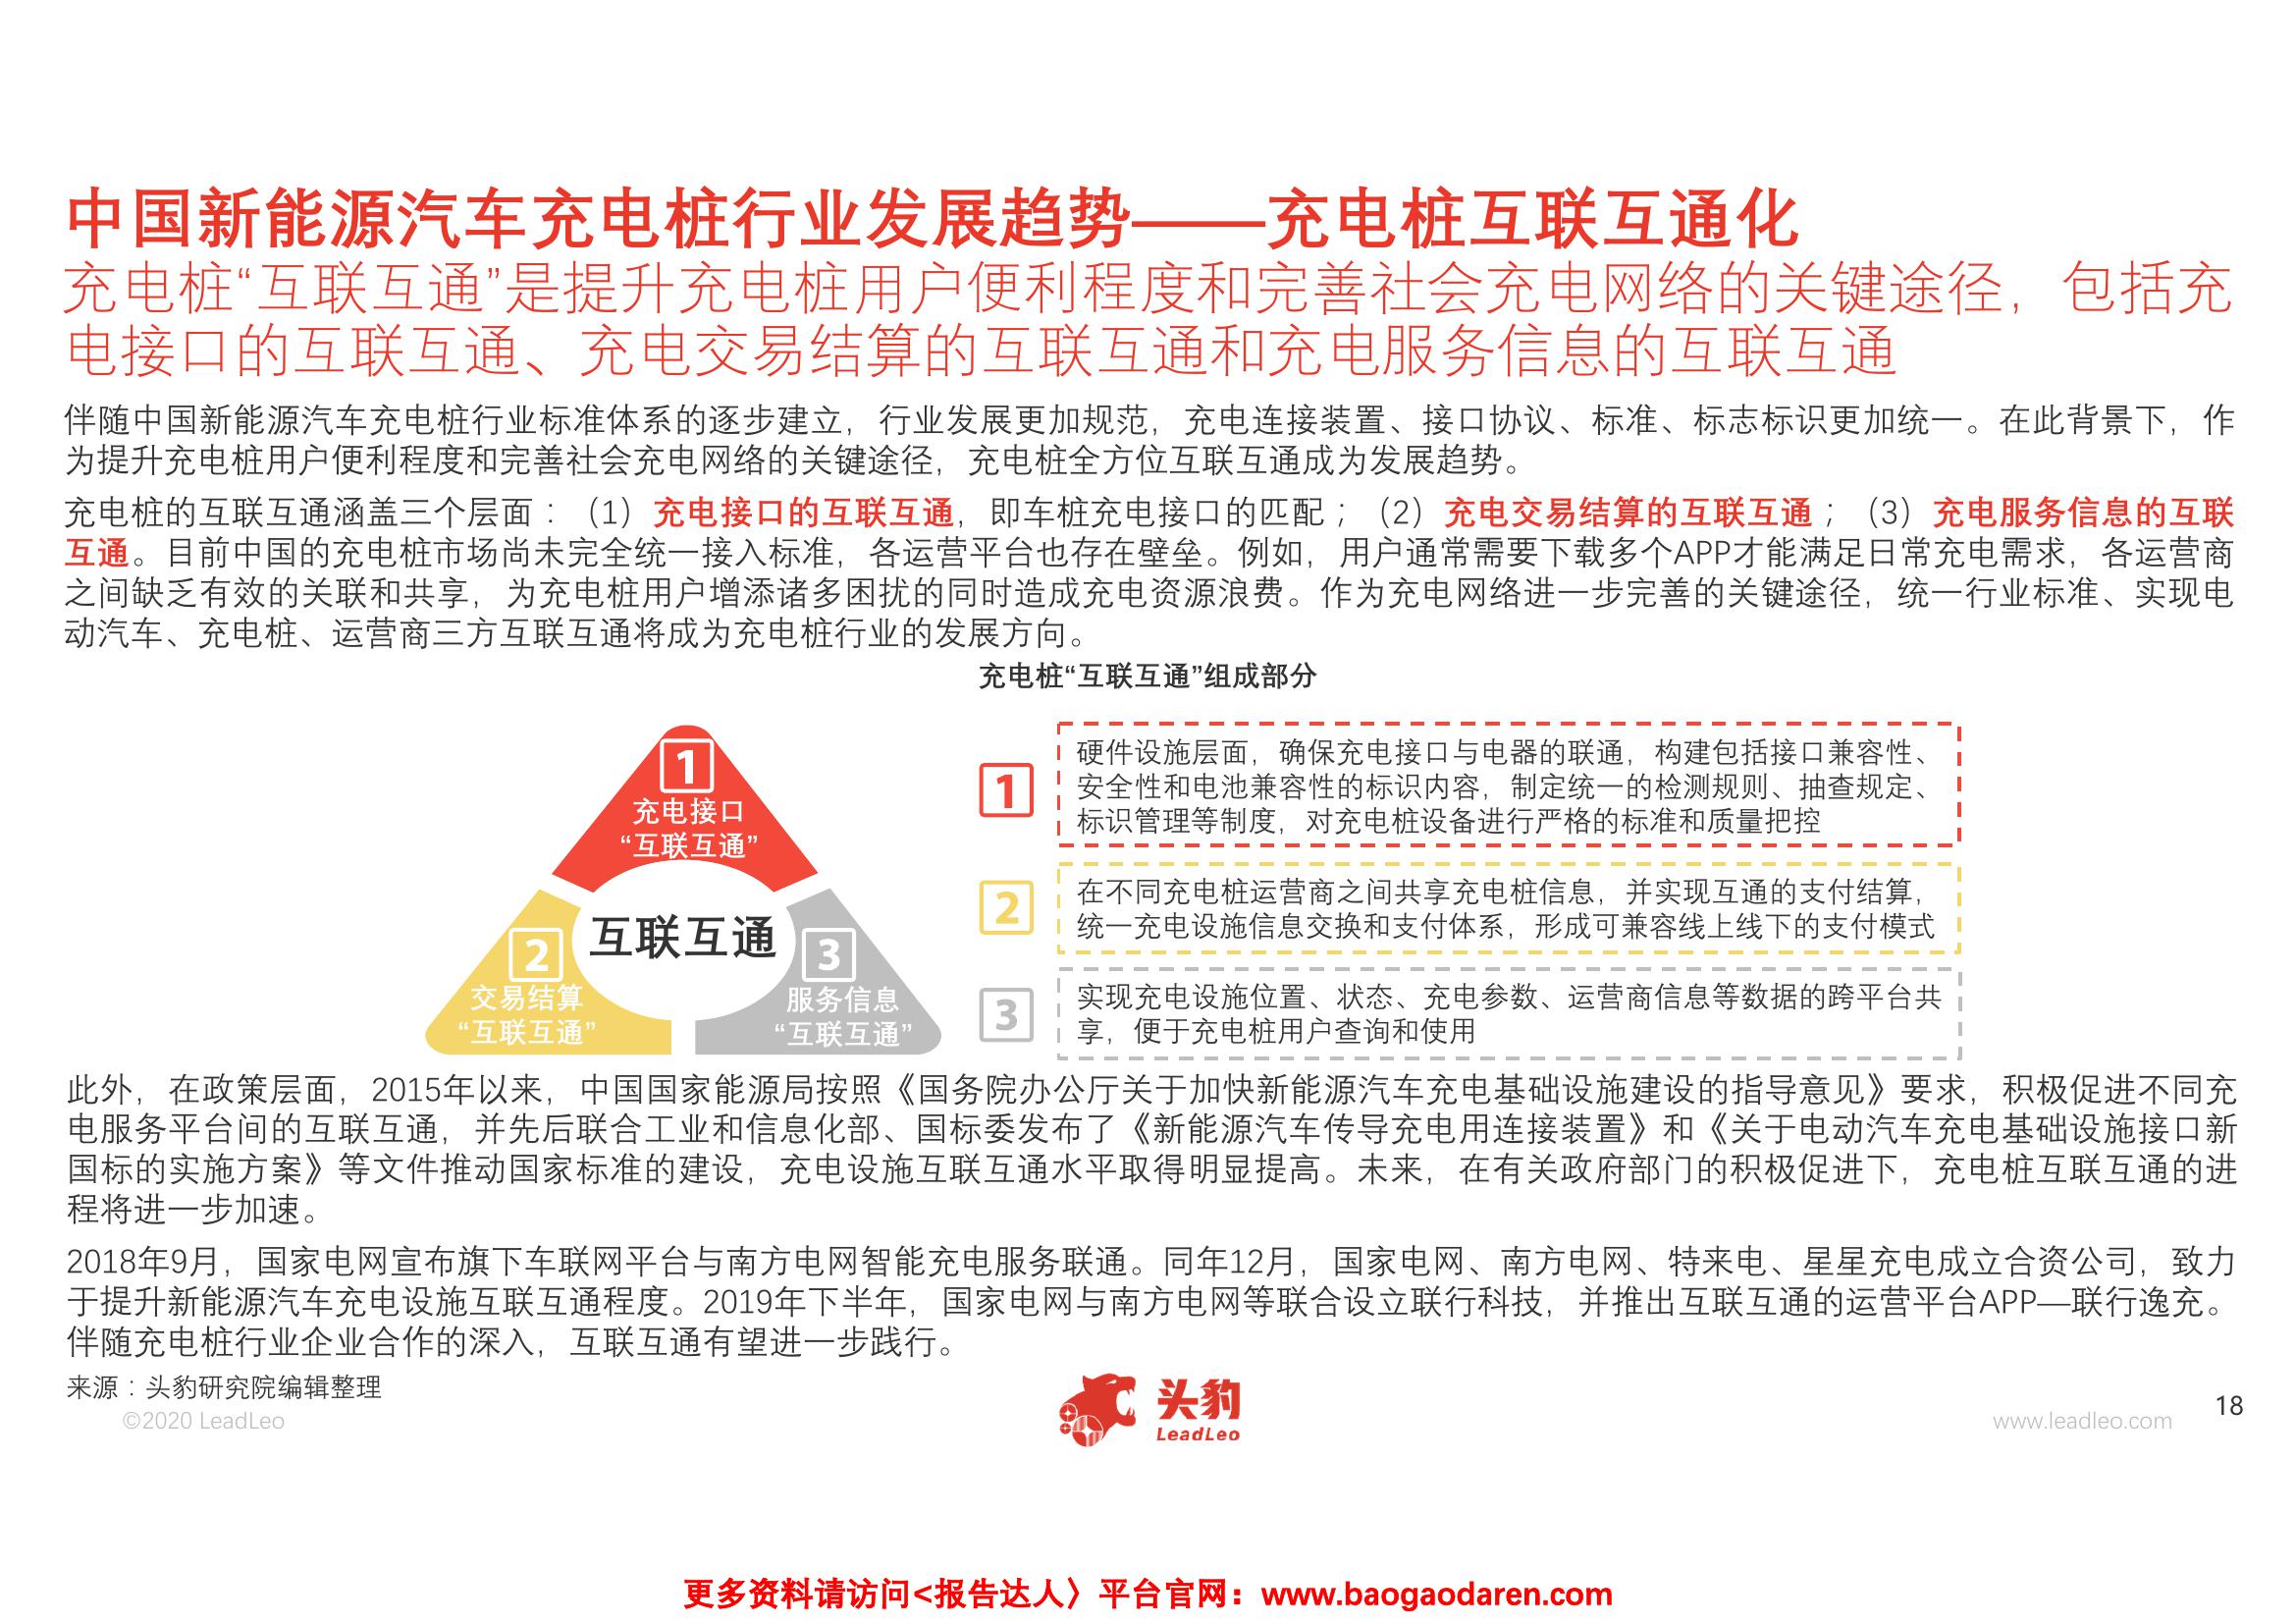 中国新能源汽车充电桩行业发展趋势——充电桩互联互通化
充电桩“互联互通”是提升充电桩用户便利程度和完善社会充电网络的关键途径，包括充
电接口的互联互通、充电交易结算的互联互通和充电服务信息的互联互通
伴随中国新能源汽车充电桩行业标准体系的逐步建立，行业发展更加规范，充电连接装置、接口协议、标准、标志标识更加统一。在此背景下，作
为提升充电桩用户便利程度和完善社会充电网络的关键途径，充电桩全方位互联互通成为发展趋势。
充电桩的互联互通涵盖三个层面：（1）充电接口的互联互通，即车桩充电接口的匹配；（2）充电交易结算的互联互通；（3）充电服务信息的互联
互通。目前中国的充电桩市场尚未完全统一接入标准，各运营平台也存在壁垒。例如，用户通常需要下载多个APP才能满足日常充电需求，各运营商
之间缺乏有效的关联和共享，为充电桩用户增添诸多困扰的同时造成充电资源浪费。作为充电网络进一步完善的关键途径，统一行业标准、实现电
动汽车、充电桩、运营商三方互联互通将成为充电桩行业的发展方向。
充电桩“互联互通”组成部分
1
充电接口
“互联互通”
互联互通
2
交易结算
“互联互通”
3
服务信息
“互联互通”
1
硬件设施层面，确保充电接口与电器的联通，构建包括接口兼容性、
安全性和电池兼容性的标识内容，制定统一的检测规则、抽查规定、
标识管理等制度，对充电桩设备进行严格的标准和质量把控
2
在不同充电桩运营商之间共享充电桩信息，并实现互通的支付结算，
统一充电设施信息交换和支付体系，形成可兼容线上线下的支付模式
3
实现充电设施位置、状态、充电参数、运营商信息等数据的跨平台共
享，便于充电桩用户查询和使用
此外，在政策层面，2015年以来，中国国家能源局按照《国务院办公厅关于加快新能源汽车充电基础设施建设的指导意见》要求，积极促进不同充
电服务平台间的互联互通，并先后联合工业和信息化部、国标委发布了《新能源汽车传导充电用连接装置》和《关于电动汽车充电基础设施接口新
国标的实施方案》等文件推动国家标准的建设，充电设施互联互通水平取得明显提高。未来，在有关政府部门的积极促进下，充电桩互联互通的进
程将进一步加速。
2018年9月，国家电网宣布旗下车联网平台与南方电网智能充电服务联通。同年12月，国家电网、南方电网、特来电、星星充电成立合资公司，致力
于提升新能源汽车充电设施互联互通程度。2019年下半年，国家电网与南方电网等联合设立联行科技，并推出互联互通的运营平台APP—联行逸充。
伴随充电桩行业企业合作的深入，互联互通有望进一步践行。
来源：头豹研究院编辑整理
©2020 LeadLeo
头豹
LeadLeo
www.leadleo.com
18
更多资料请访问<报告达人〉平台官网：www.baogaodaren.com